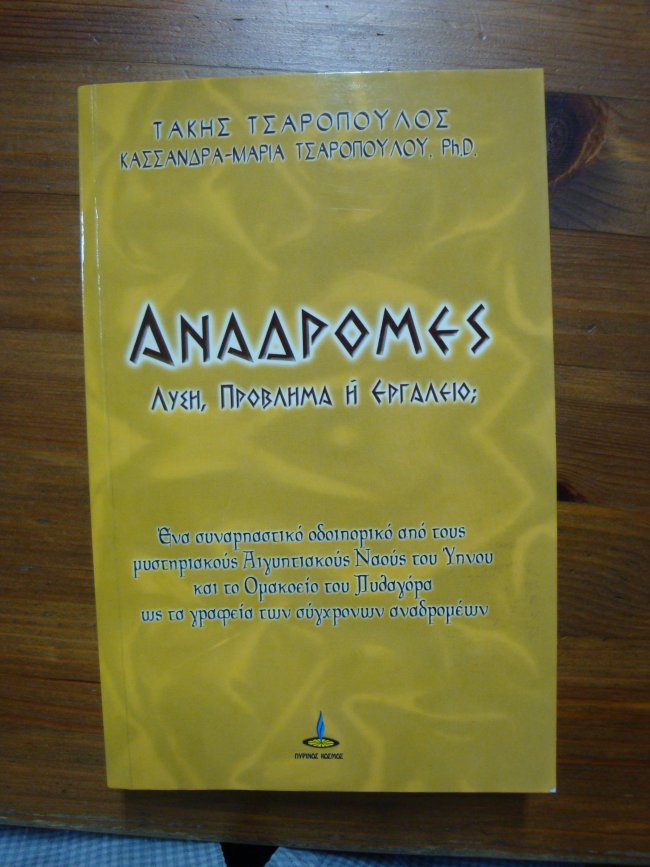 ΤΑΚΗΣ ΤΣΑΡΟΠΟΥΛΟΣ
ΚΑΣΣΑΝΔΡΑ-ΜΑΡΙΑ ΤΣΑΡΟΠΟΥΛΟΥ, Ph.D.
ΑΝΑΔΡΟΜΕΣ
ΛΥΣΗ, ΠΡΟΒΛΗΜΑ Ή ΕΡΓΑΛΕΙΟ;
Ένα συναρπαστικό οδοιπορικό από τους
μυστηριακούς Αιγυπτιακούς Ναούς του Ύπνου
και το Ομακοείο του Πυθαγόρα
ως τα γραφεία των σύγχρονων αναδρομέων
ΠΥΡΙΝΟΣ ΚΟΣΜΟΣ